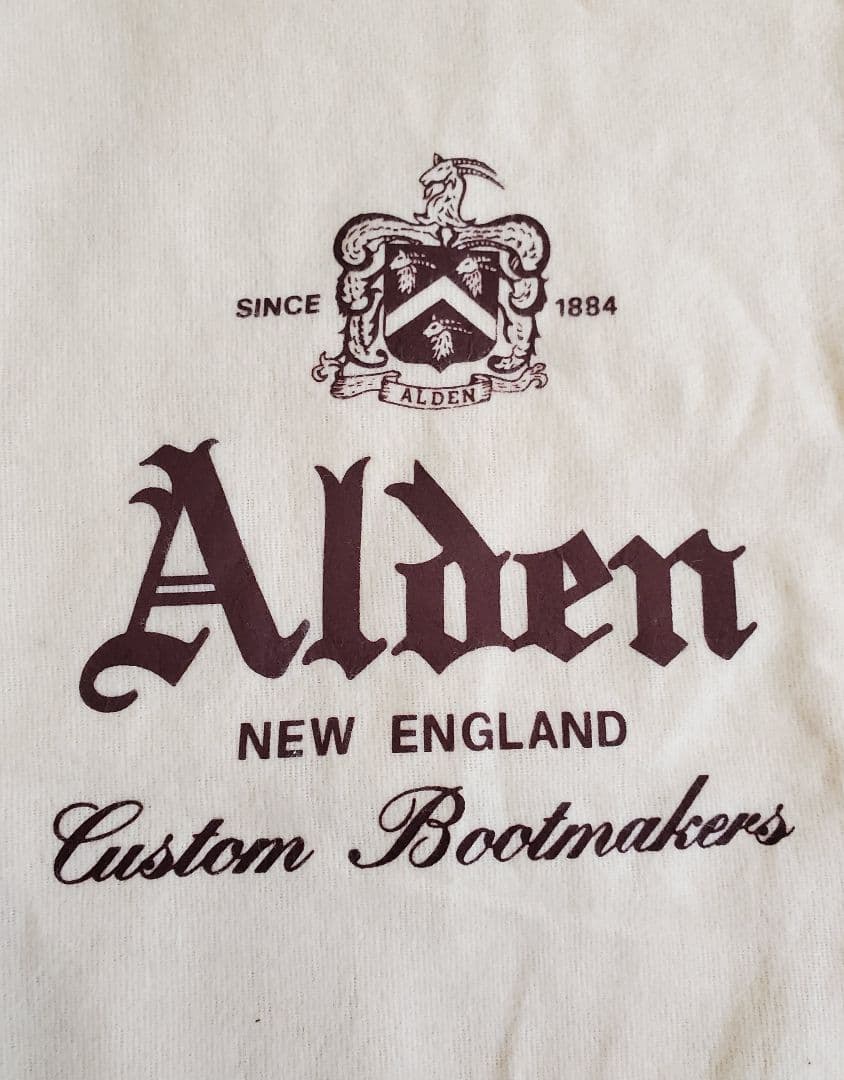 SINCE 1884
ALDEN
Alden
NEW ENGLAND
Custom Bootmakers